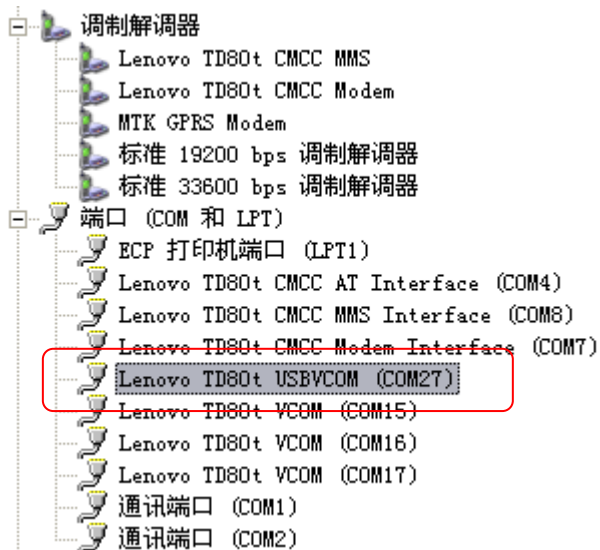 调制解调器
Lenovo TD80t CMCC MMS
Lenovo TD80t CMCC Modem
MTK GPRS Modem
标准 19200 bps 调制解调器
标准 33600 bps 调制解调器
端口 (COM 和 LPT)
ECP 打印机端口 (LPT1)
Lenovo TD80t CMCC AT Interface (COM4)
Lenovo TD80t CMCC MMS Interface (COM8)
Lenovo TD80t CMCC Modem Interface (COM7)
Lenovo TD80t USBVCOM (COM27)
Lenovo TD80t VCOM (COM15)
Lenovo TD80t VCOM (COM16)
Lenovo TD80t VCOM (COM17)
通讯端口 (COM1)
通讯端口 (COM2)